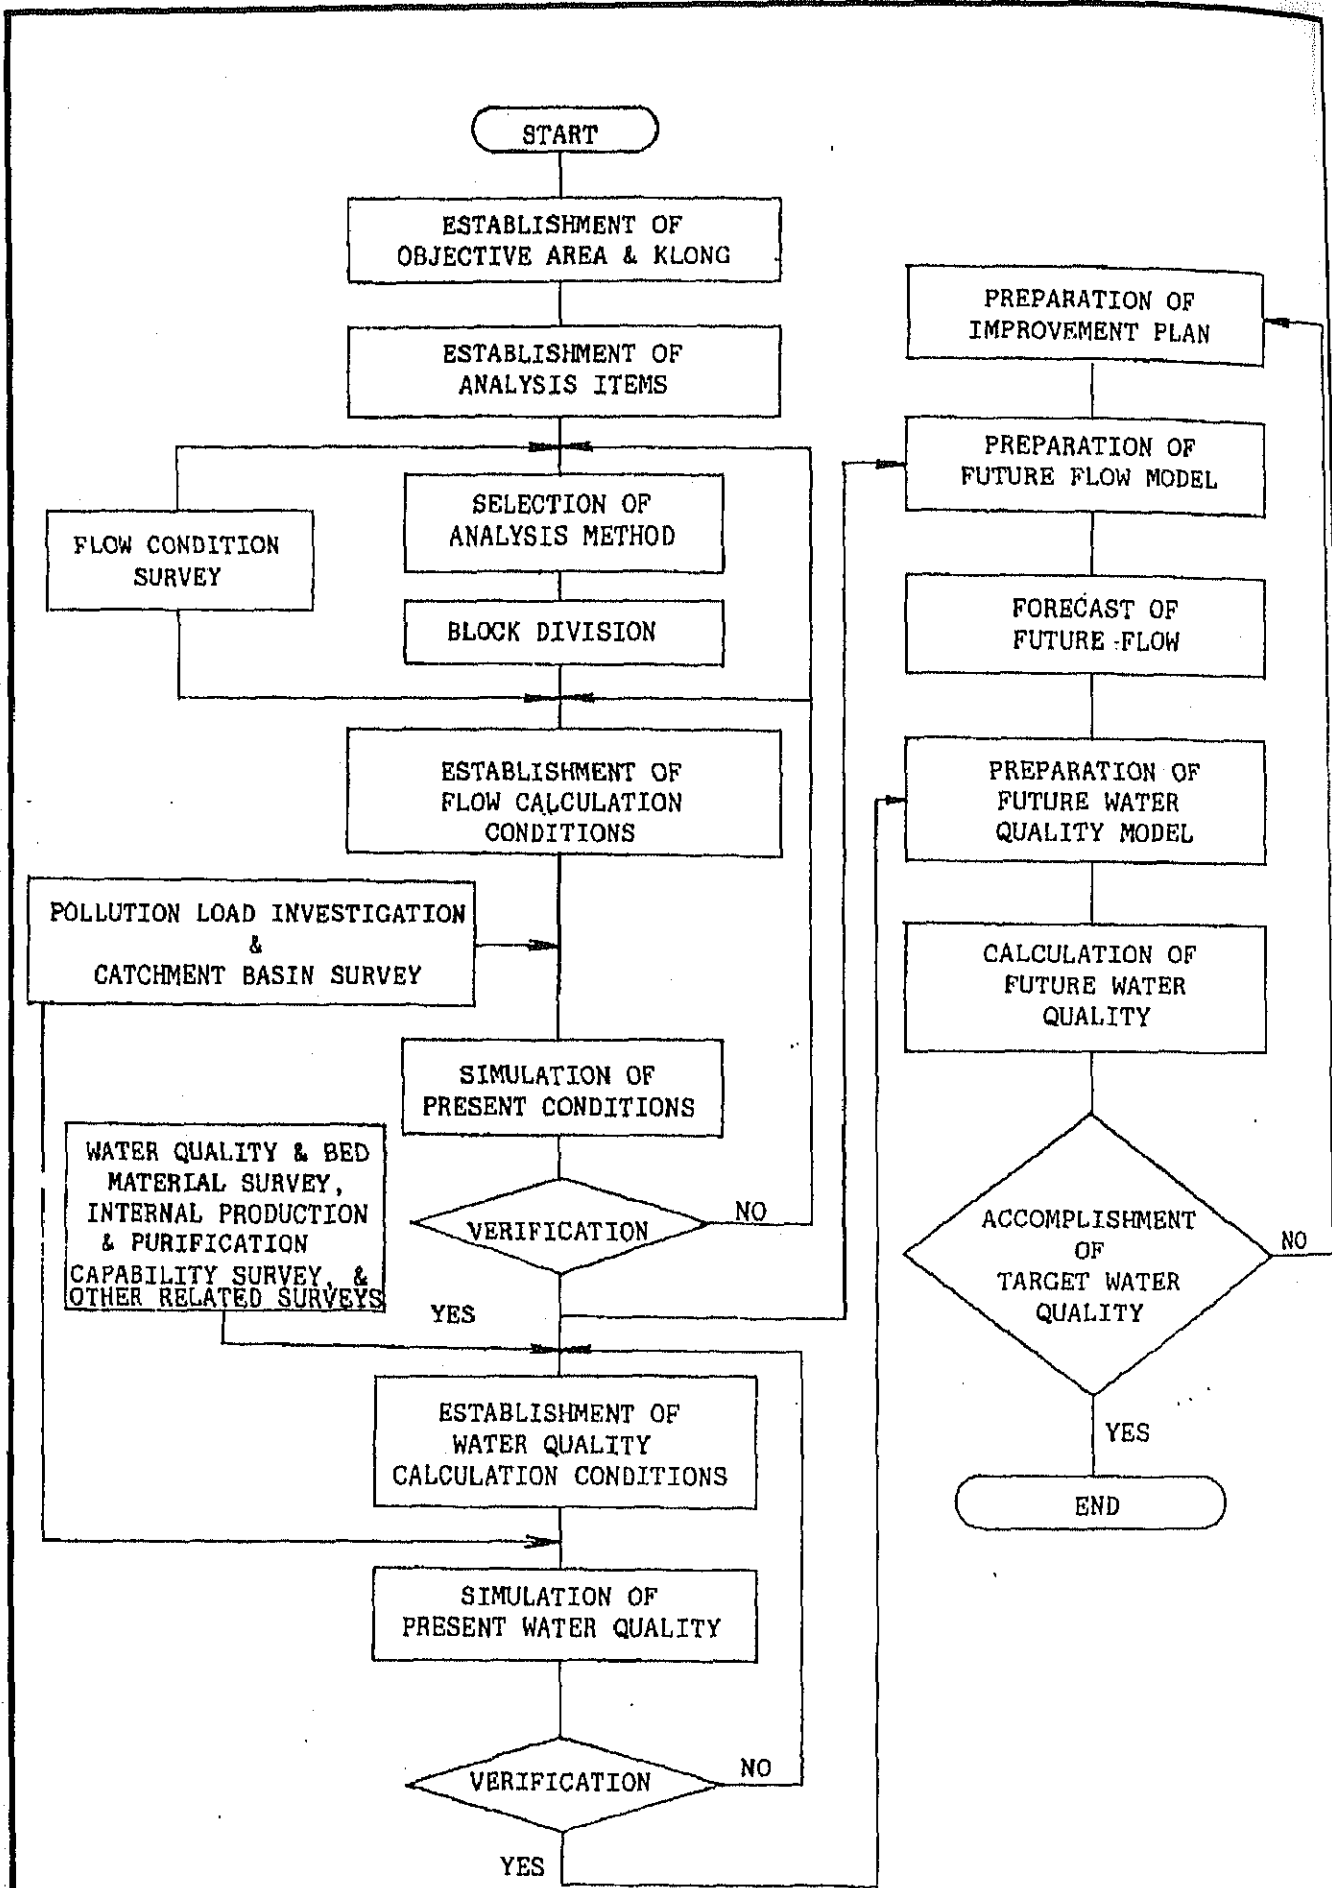 START
ESTABLISHMENT OF
OBJECTIVE AREA & KLONG
ESTABLISHMENT OF
ANALYSIS ITEMS
SELECTION OF
ANALYSIS METHOD
FLOW CONDITION
SURVEY
BLOCK DIVISION
ESTABLISHMENT OF
FLOW CALCULATION
CONDITIONS
POLLUTION LOAD INVESTIGATION
&
CATCHMENT BASIN SURVEY
SIMULATION OF
PRESENT CONDITIONS
WATER QUALITY & BED
MATERIAL SURVEY,
INTERNAL PRODUCTION
& PURIFICATION
CAPABILITY SURVEY, &
OTHER RELATED SURVEYS
VERIFICATION
NO
YES
ESTABLISHMENT OF
WATER QUALITY
CALCULATION CONDITIONS
SIMULATION OF
PRESENT WATER QUALITY
VERIFICATION
NO
YES
PREPARATION OF
IMPROVEMENT PLAN
PREPARATION OF
FUTURE FLOW MODEL
FORECAST OF
FUTURE FLOW
PREPARATION OF
FUTURE WATER
QUALITY MODEL
CALCULATION OF
FUTURE WATER
QUALITY
ACCOMPLISHMENT
OF
TARGET WATER
QUALITY
NO
YES
END